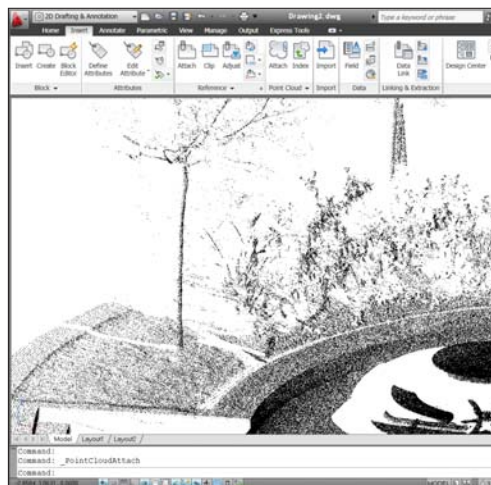 2D Drafting & Annotation
Drawing2.dwg
Type a keyword or phrase
Home Insert Annotate Parametric View Manage Output Express Tools
Insert Create Block Editor Define Attributes Edit Attribute Attach Clip Adjust Attach Index Import Field Data Link Design Center
Block Attributes Reference Point Cloud Import Data Linking & Extraction
Model Layout1 Layout2
Command:
Command: _PointCloudAttach
Command:
MODEL